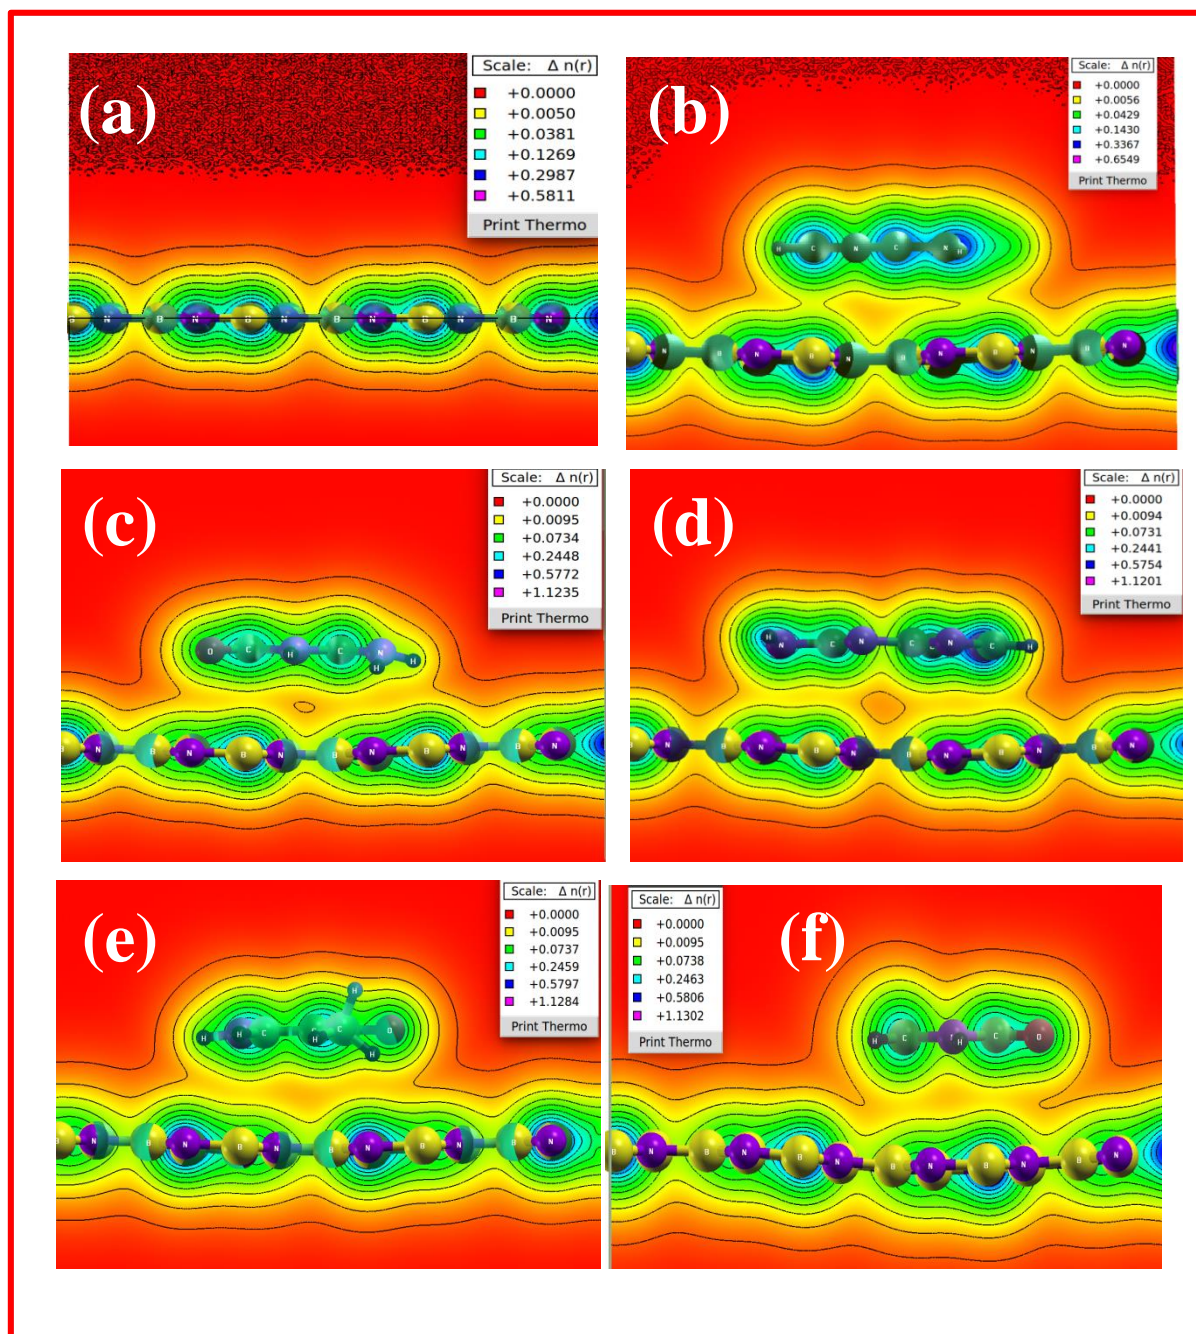 (a)
Scale: Δ n(r)
+0.0000
+0.0050
+0.0381
+0.1269
+0.2987
+0.5811
Print Thermo
B N B N B N B N B N B N
(b)
Scale: Δ n(r)
+0.0000
+0.0056
+0.0429
+0.1430
+0.3367
+0.6549
Print Thermo
H C N C N H
B N B N B N B N B N B N
(c)
Scale: Δ n(r)
+0.0000
+0.0095
+0.0734
+0.2448
+0.5772
+1.1235
Print Thermo
O C H C N H H
B N B N B N B N B N B N
(d)
Scale: Δ n(r)
+0.0000
+0.0094
+0.0731
+0.2441
+0.5754
+1.1201
Print Thermo
H N C N C C N C H
B N B N B N B N B N B N
(e)
Scale: Δ n(r)
+0.0000
+0.0095
+0.0737
+0.2459
+0.5797
+1.1284
Print Thermo
H
H H C H C O
H
B N B N B N B N B N B N
(f)
Scale: Δ n(r)
+0.0000
+0.0095
+0.0738
+0.2463
+0.5806
+1.1302
Print Thermo
H C N H C O
B N B N B N B N B N B N